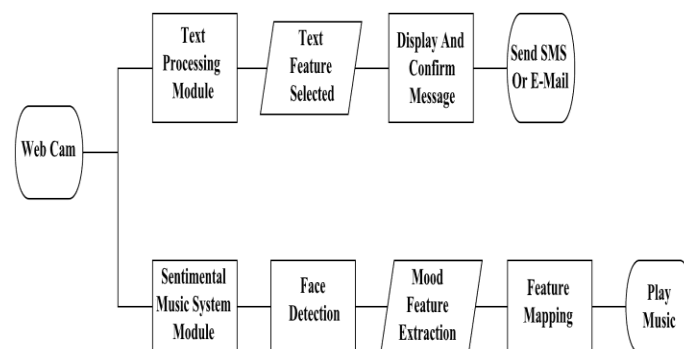 Text
Processing
Module
Text
Feature
Selected
Display And
Confirm
Message
Send SMS
Or E-Mail
Web Cam
Sentimental
Music System
Module
Face
Detection
Mood
Feature
Extraction
Feature
Mapping
Play
Music